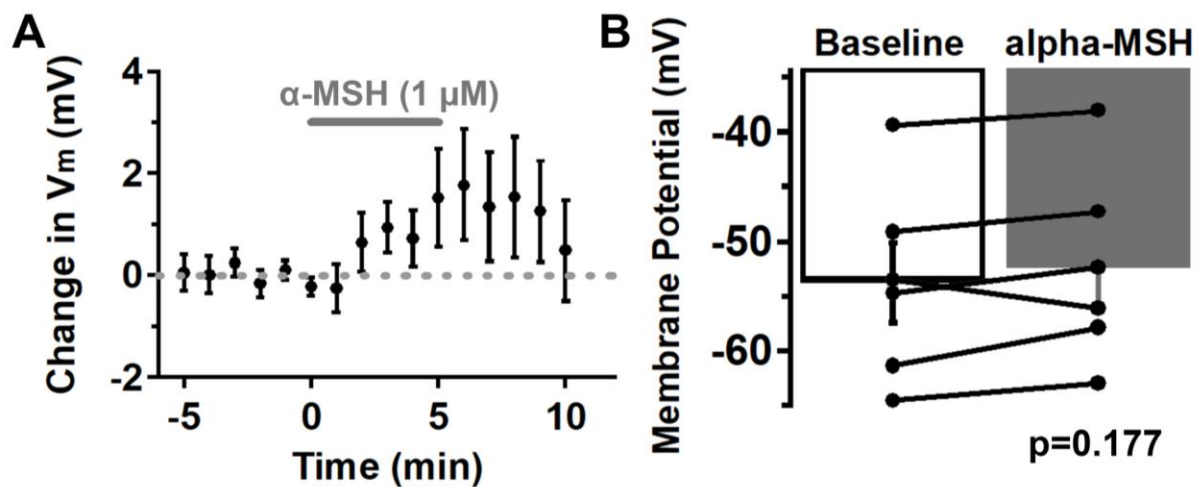 A
Change in Vm (mV)
4
2
0
-2
α-MSH (1 µM)
-5
0
5
10
Time (min)
B
Baseline
alpha-MSH
Membrane Potential (mV)
-40
-50
-60
p=0.177